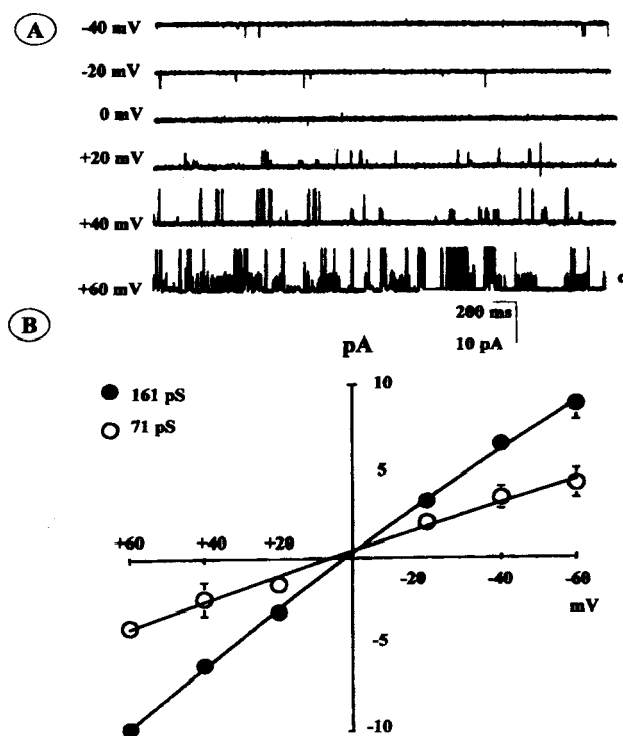 A
-40 mV
-20 mV
0 mV
+20 mV
+40 mV
+60 mV
c
200 ms
10 pA
B
pA
161 pS
71 pS
10
5
+60 +40 +20
-20 -40 -60
mV
-5
-10